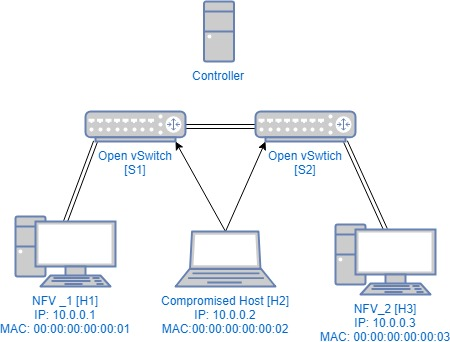 Controller
Open vSwitch
[S1]
Open vSwtich
[S2]
NFV _1 [H1]
IP: 10.0.0.1
MAC: 00:00:00:00:00:01
Compromised Host [H2]
IP: 10.0.0.2
MAC:00:00:00:00:00:02
NFV_2 [H3]
IP: 10.0.0.3
MAC: 00:00:00:00:00:03